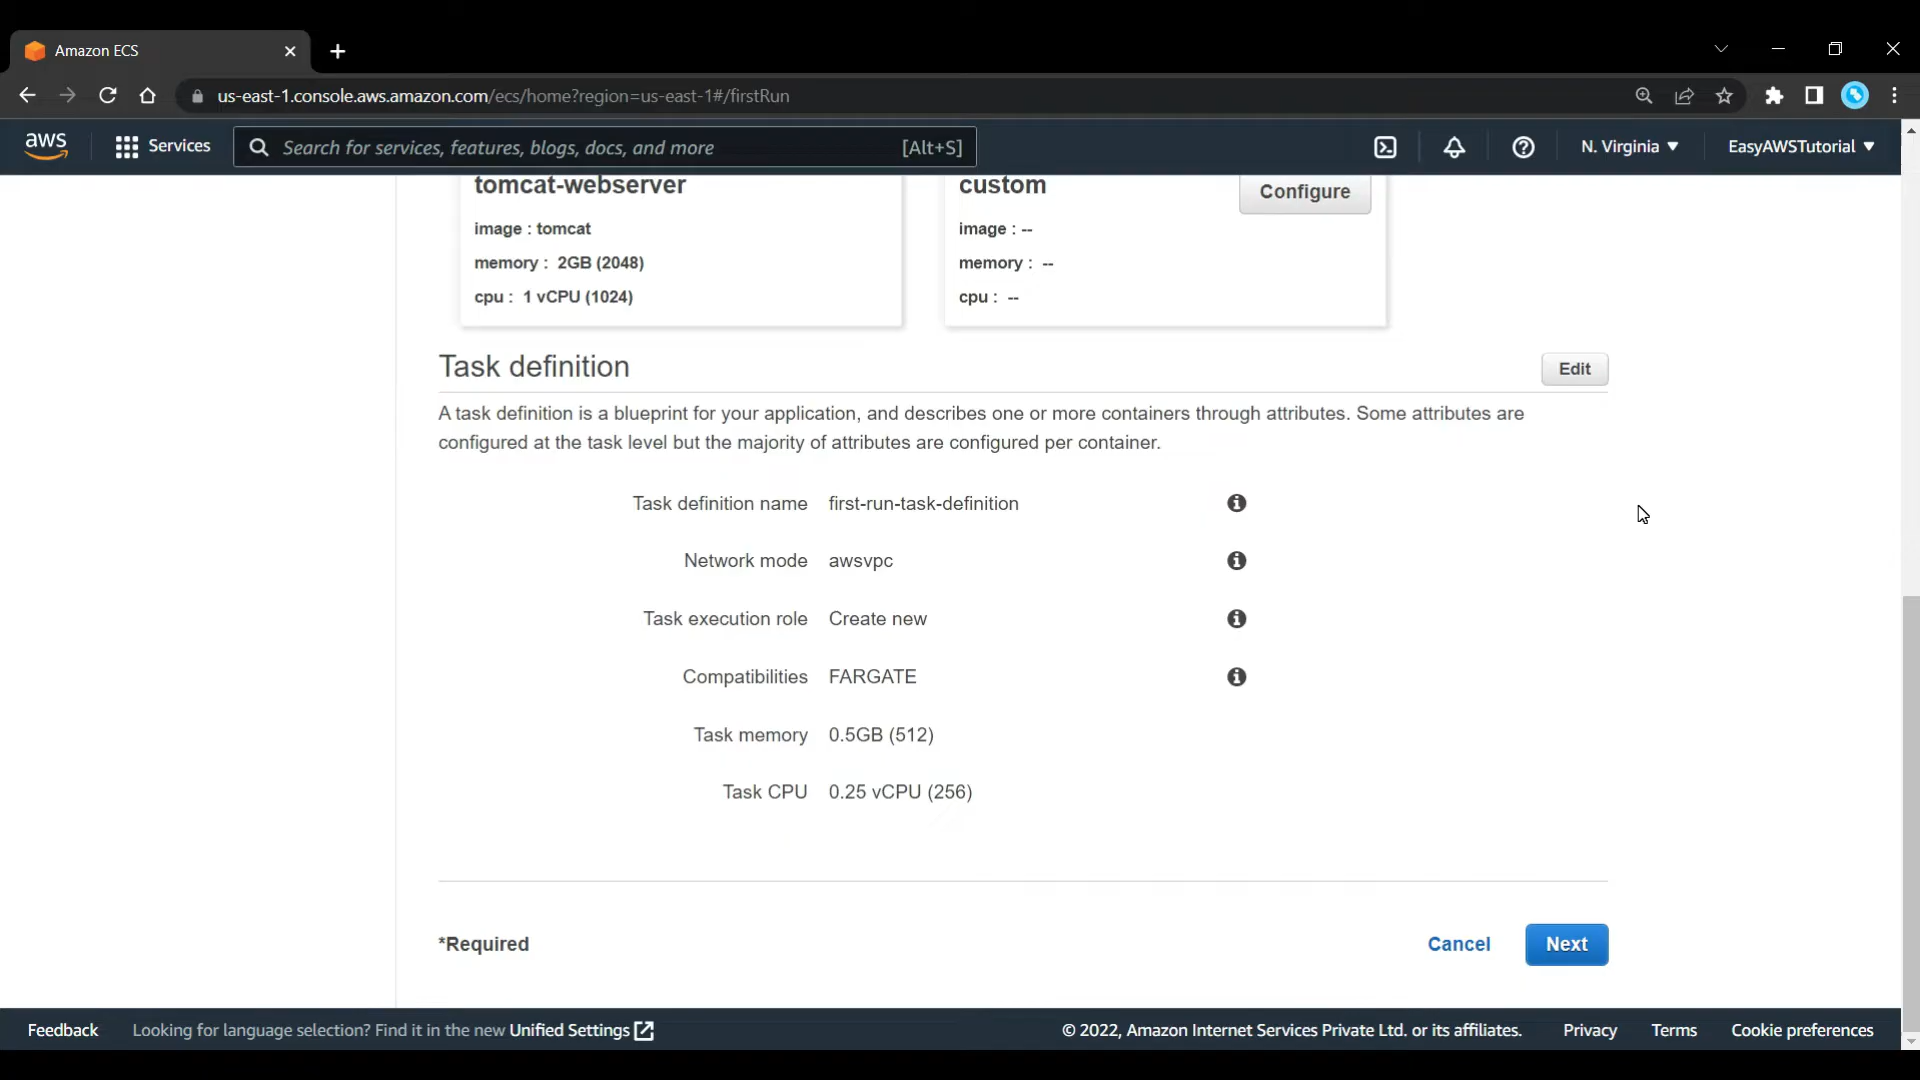 Amazon ECS
us-east-1.console.aws.amazon.com/ecs/home?region=us-east-1#/firstRun
aws
Services
Search for services, features, blogs, docs, and more [Alt+S]
N. Virginia
EasyAWSTutorial
tomcat-webserver
image : tomcat
memory : 2GB (2048)
cpu : 1 vCPU (1024)
custom
Configure
image : --
memory : --
cpu : --
Task definition
Edit
A task definition is a blueprint for your application, and describes one or more containers through attributes. Some attributes are
configured at the task level but the majority of attributes are configured per container.
Task definition name first-run-task-definition
Network mode awsvpc
Task execution role Create new
Compatibilities FARGATE
Task memory 0.5GB (512)
Task CPU 0.25 vCPU (256)
*Required
Cancel
Next
Feedback
Looking for language selection? Find it in the new Unified Settings
© 2022, Amazon Internet Services Private Ltd. or its affiliates.
Privacy
Terms
Cookie preferences